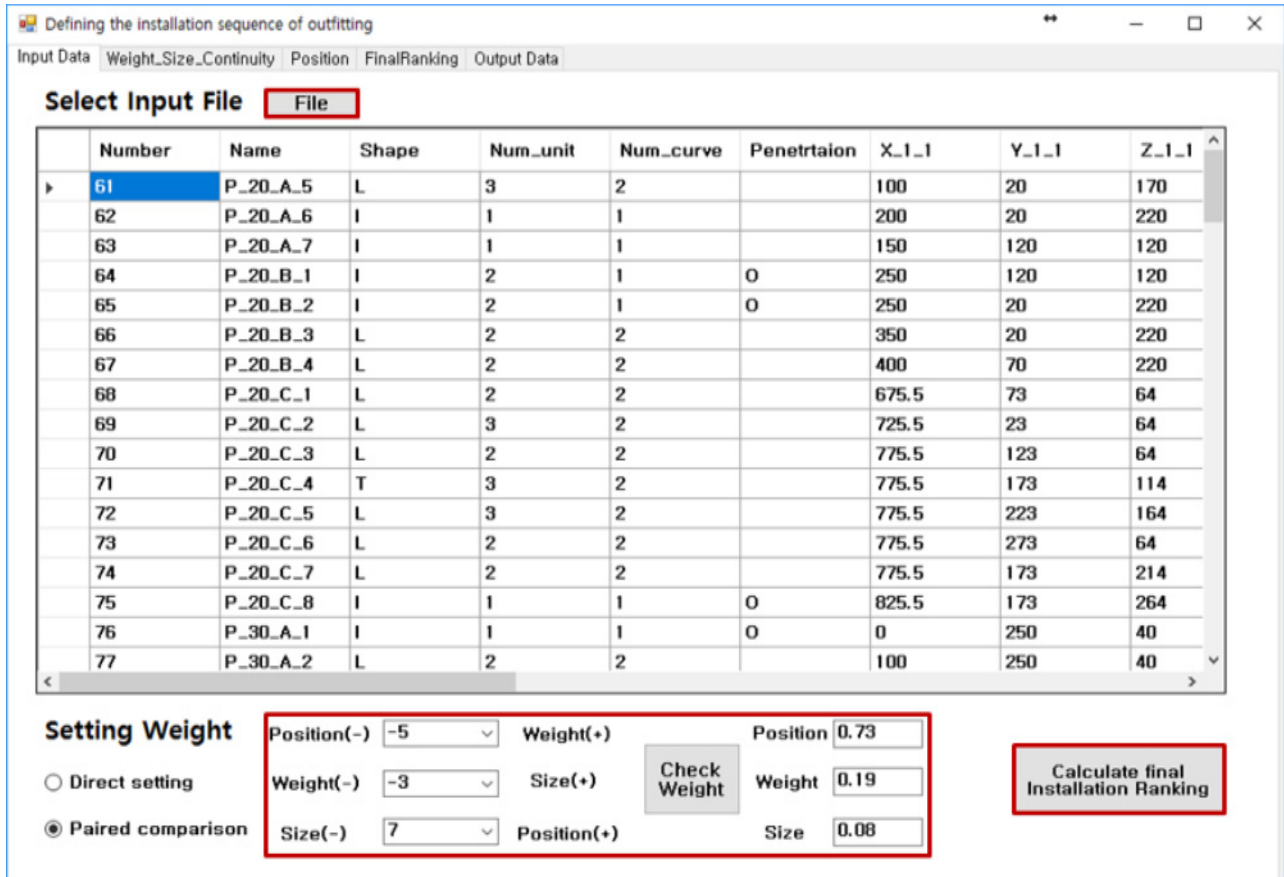 Defining the installation sequence of outfitting
Input Data Weight_Size_Continuity Position FinalRanking Output Data
Select Input File File
Number Name Shape Num_unit Num_curve Penetrtaion X_1_1 Y_1_1 Z_1_1
61 P_20_A_5 L 3 2 100 20 170
62 P_20_A_6 I 1 1 200 20 220
63 P_20_A_7 I 1 1 150 120 120
64 P_20_B_1 I 2 1 O 250 120 120
65 P_20_B_2 I 2 1 O 250 20 220
66 P_20_B_3 L 2 2 350 20 220
67 P_20_B_4 L 2 2 400 70 220
68 P_20_C_1 L 2 2 675.5 73 64
69 P_20_C_2 L 3 2 725.5 23 64
70 P_20_C_3 L 2 2 775.5 123 64
71 P_20_C_4 T 3 2 775.5 173 114
72 P_20_C_5 L 3 2 775.5 223 164
73 P_20_C_6 L 2 2 775.5 273 64
74 P_20_C_7 L 2 2 775.5 173 214
75 P_20_C_8 I 1 1 O 825.5 173 264
76 P_30_A_1 I 1 1 O 0 250 40
77 P_30_A_2 L 2 2 100 250 40
Setting Weight
Direct setting
Paired comparison
Position(-) -5 Weight(+)
Weight(-) -3 Size(+)
Size(-) 7 Position(+)
Check
Weight
Position 0.73
Weight 0.19
Size 0.08
Calculate final
Installation Ranking